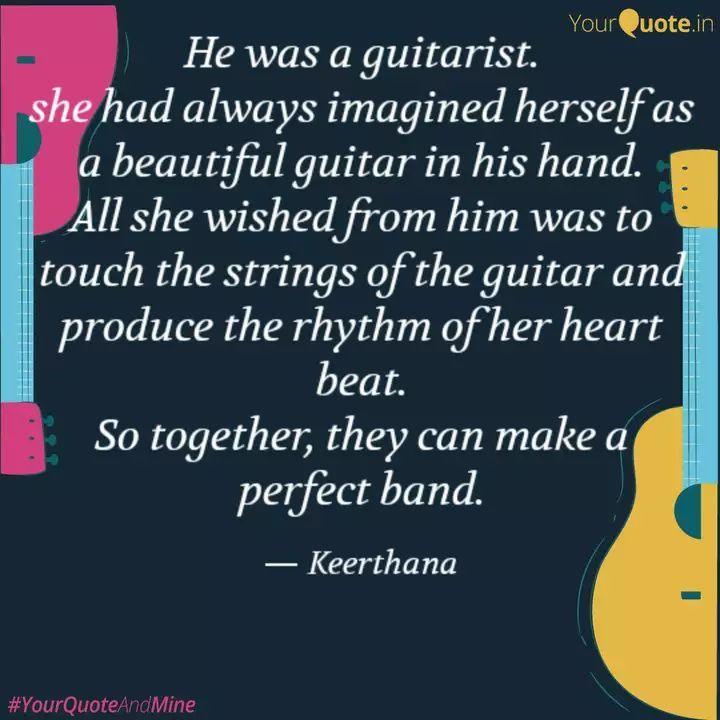 YourQuote.in
He was a guitarist.
she had always imagined herself as
a beautiful guitar in his hand.
All she wished from him was to
touch the strings of the guitar and
produce the rhythm of her heart
beat.
So together, they can make a
perfect band.
— Keerthana
#YourQuoteAndMine